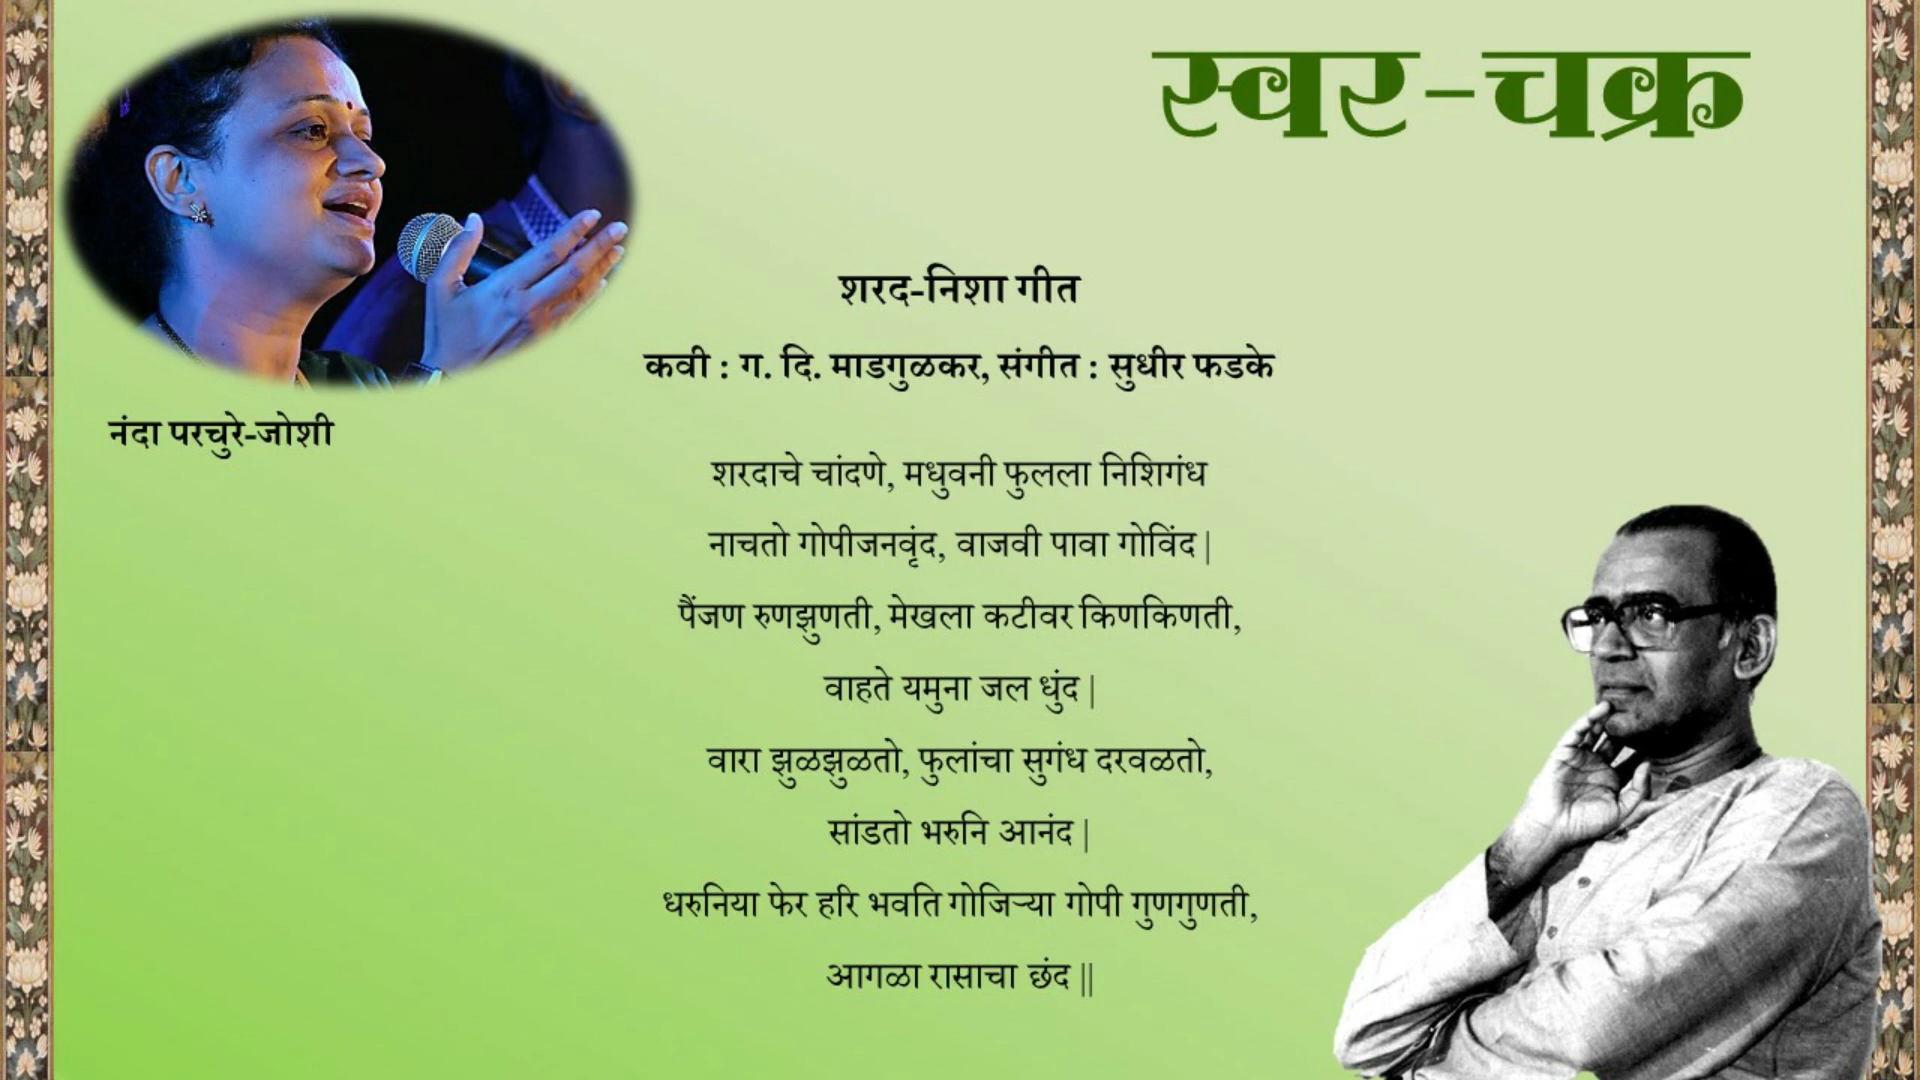 स्वर-चक्र
शरद-निशा गीत
कवी : ग. दि. माडगुळकर, संगीत : सुधीर फडके
नंदा परचुरे-जोशी
शरदाचे चांदणे, मधुवनी फुलला निशिगंध
नाचतो गोपीजनवृंद, वाजवी पावा गोविंद |
पैंजण रुणझुणती, मेखला कटीवर किणकिणती,
वाहते यमुना जल धुंद |
वारा झुळझुळतो, फुलांचा सुगंध दरवळतो,
सांडतो भरुनि आनंद |
धरुनिया फेर हरि भवति गोजिऱ्या गोपी गुणगुणती,
आगळा रासाचा छंद ||